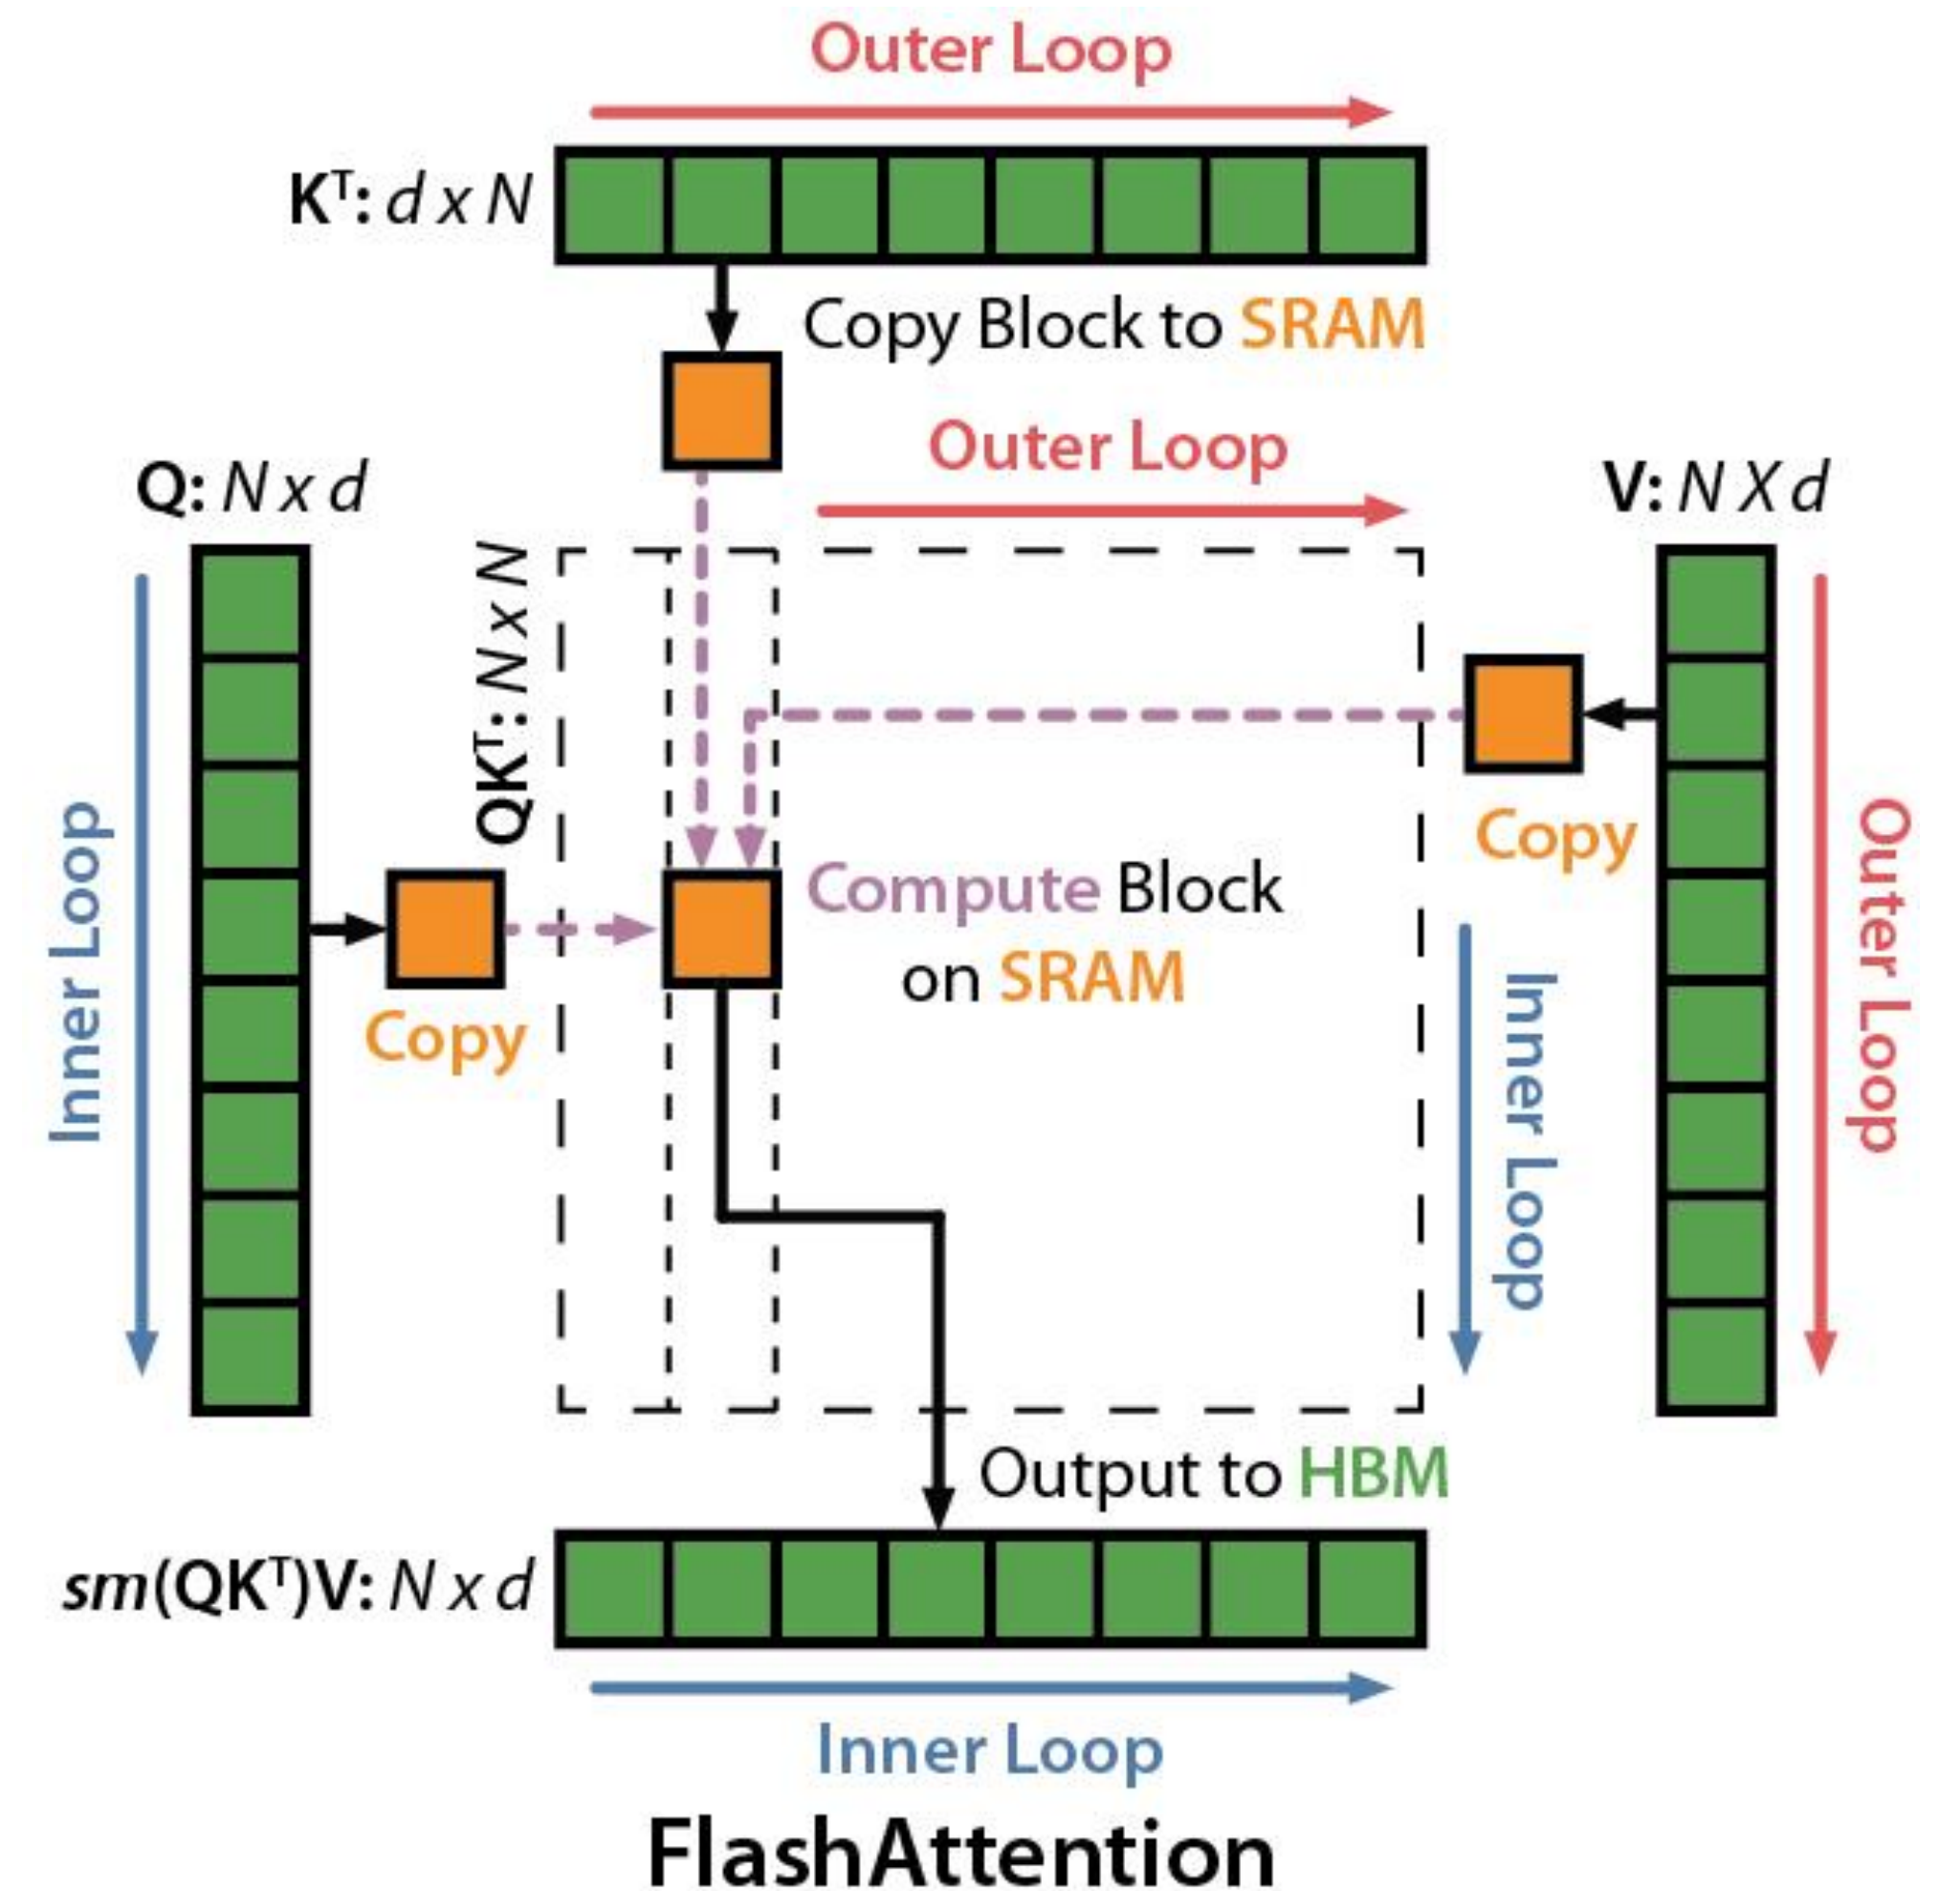 Outer Loop
Kᵀ: d x N
Copy Block to SRAM
Outer Loop
Q: N x d
V: N X d
QKᵀ: N x N
Inner Loop
Copy
Compute Block
on SRAM
Copy
Inner Loop
Outer Loop
Output to HBM
sm(QKᵀ)V: N x d
Inner Loop
FlashAttention